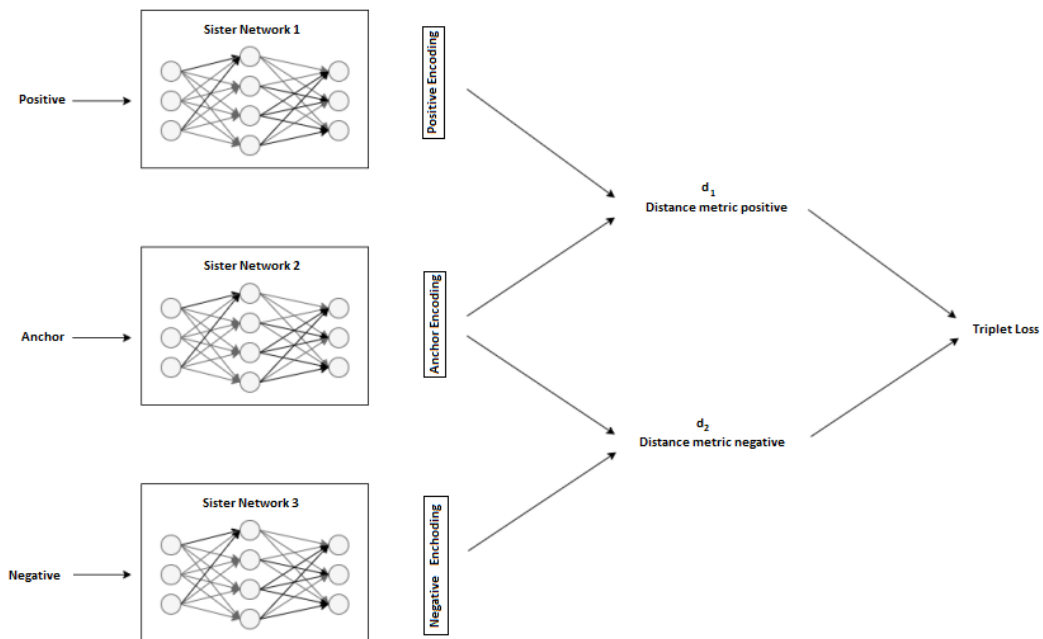 Sister Network 1
Positive
Positive Encoding
d1
Distance metric positive
Sister Network 2
Anchor
Anchor Encoding
Triplet Loss
d2
Distance metric negative
Sister Network 3
Negative
Negative Enchoding